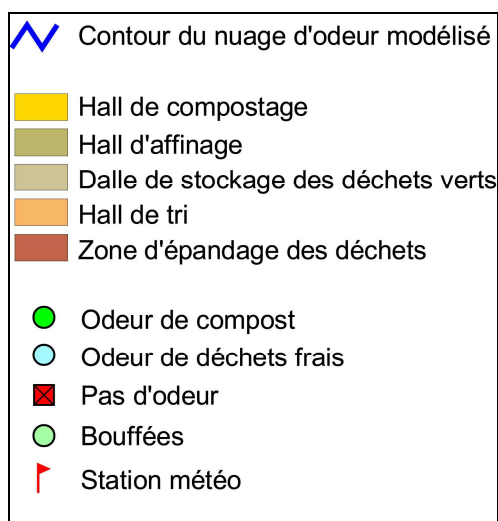 Contour du nuage d'odeur modélisé
Hall de compostage
Hall d'affinage
Dalle de stockage des déchets verts
Hall de tri
Zone d'épandage des déchets
Odeur de compost
Odeur de déchets frais
Pas d'odeur
Bouffées
Station météo